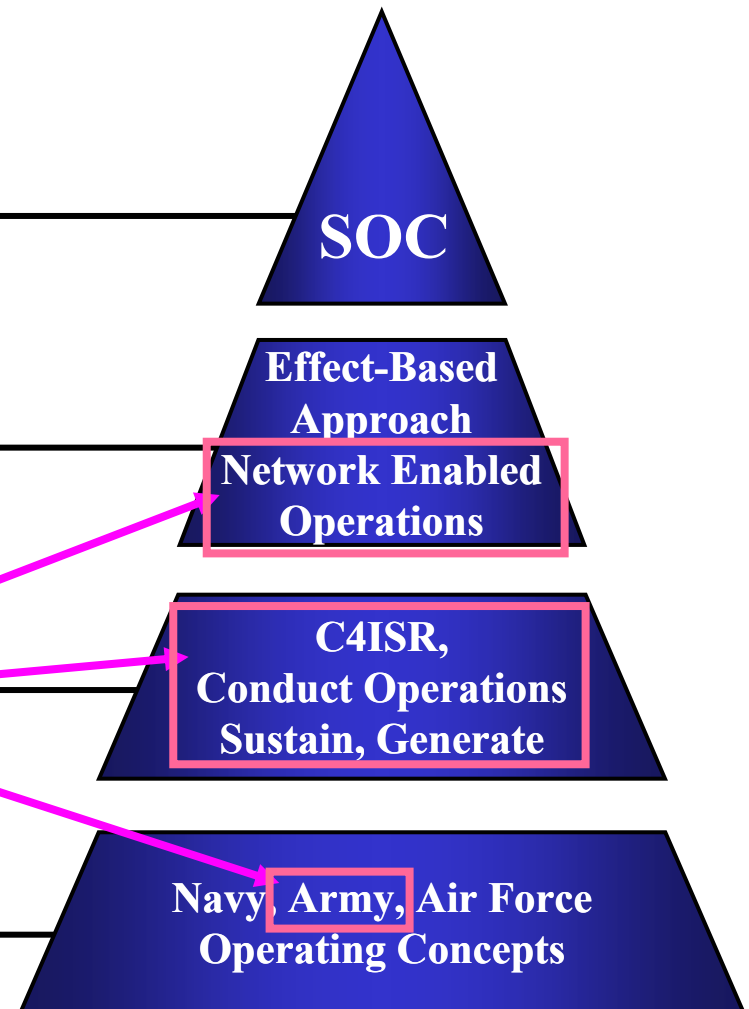 SOC
Effect-Based
Approach
Network Enabled
Operations
C4ISR,
Conduct Operations
Sustain, Generate
Navy, Army, Air Force
Operating Concepts